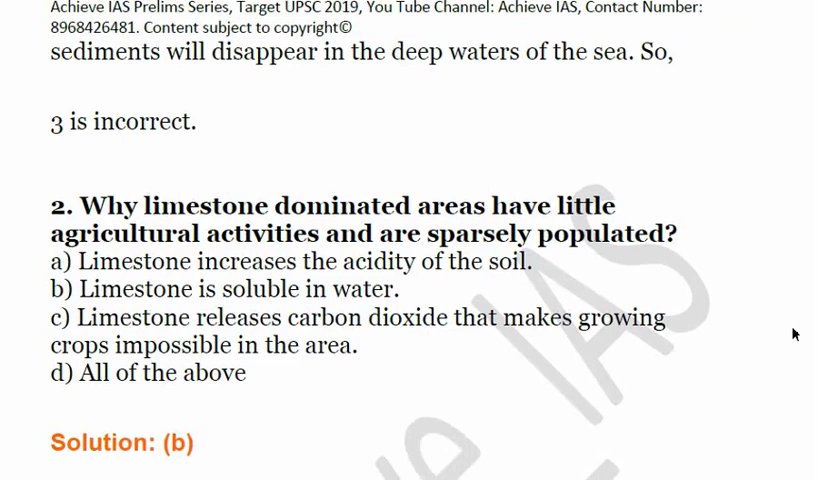 Achieve IAS Prelims Series, Target UPSC 2019, You Tube Channel: Achieve IAS, Contact Number:
8968426481. Content subject to copyright©
sediments will disappear in the deep waters of the sea. So,
3 is incorrect.
2. Why limestone dominated areas have little
agricultural activities and are sparsely populated?
a) Limestone increases the acidity of the soil.
b) Limestone is soluble in water.
c) Limestone releases carbon dioxide that makes growing
crops impossible in the area.
d) All of the above
Solution: (b)
IAS